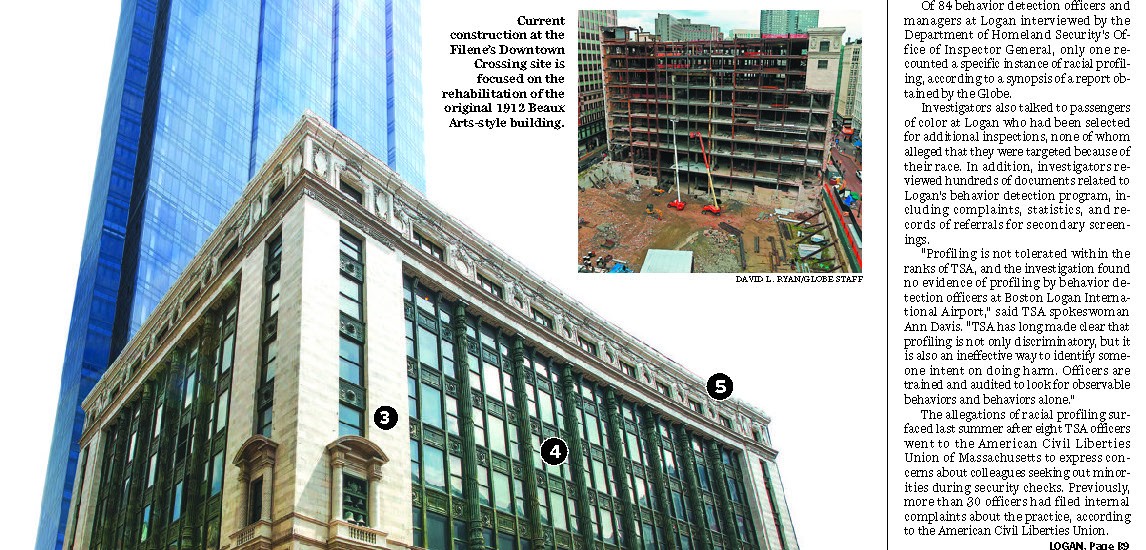 Current
construction at the
Filene's Downtown
Crossing site is
focused on the
rehabilitation of the
original 1912 Beaux
Arts-style building.
DAVID L. RYAN/GLOBE STAFF
3
4
5
Of 84 behavior detection officers and
managers at Logan interviewed by the
Department of Homeland Security's Of-
fice of Inspector General, only one re-
counted a specific instance of racial profil-
ing, according to a synopsis of a report ob-
tained by the Globe.
Investigators also talked to passengers
of color at Logan who had been selected
for additional inspections, none of whom
alleged that they were targeted because of
their race. In addition, investigators re-
viewed hundreds of documents related to
Logan's behavior detection program, in-
cluding complaints, statistics, and re-
cords of referrals for secondary screen-
ings.
"Profiling is not tolerated within the
ranks of TSA, and the investigation found
no evidence of profiling by behavior de-
tection officers at Boston Logan Interna-
tional Airport," said TSA spokeswoman
Ann Davis. "TSA has long made clear that
profiling is not only discriminatory, but it
is also an ineffective way to identify some-
one intent on doing harm. Officers are
trained and audited to look for observable
behaviors and behaviors alone."
The allegations of racial profiling sur-
faced last summer after eight TSA officers
went to the American Civil Liberties
Union of Massachusetts to express con-
cerns about colleagues seeking out minor-
ities during security checks. Previously,
more than 30 officers had filed internal
complaints about the practice, according
to the American Civil Liberties Union.
LOGAN, Page B9